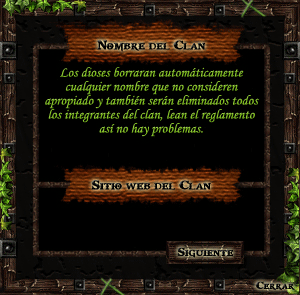 Nombre del Clan
Los dioses borraran automáticamente
cualquier nombre que no consideren
apropiado y también serán eliminados todos
los integrantes del clan, lean el reglamento
así no hay problemas.
Sitio web del Clan
Siguiente
Cerrar